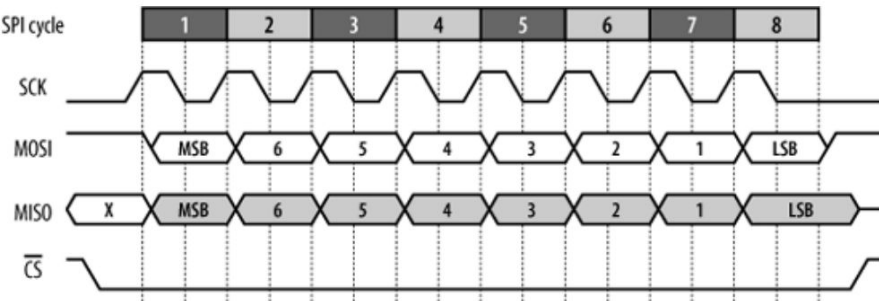 SPI cycle 1 2 3 4 5 6 7 8
SCK
MOSI MSB 6 5 4 3 2 1 LSB
MISO X MSB 6 5 4 3 2 1 LSB
C̅S̅